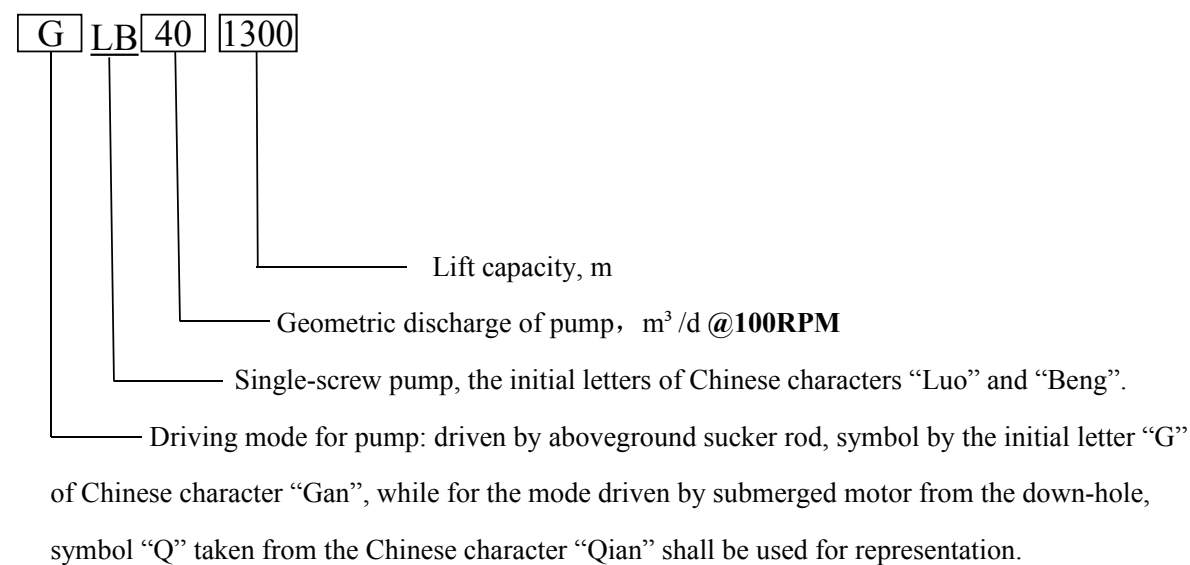 G LB 40 1300
Lift capacity, m
Geometric discharge of pump，m³/d @100RPM
Single-screw pump, the initial letters of Chinese characters “Luo” and “Beng”.
Driving mode for pump: driven by aboveground sucker rod, symbol by the initial letter “G”
of Chinese character “Gan”, while for the mode driven by submerged motor from the down-hole,
symbol “Q” taken from the Chinese character “Qian” shall be used for representation.